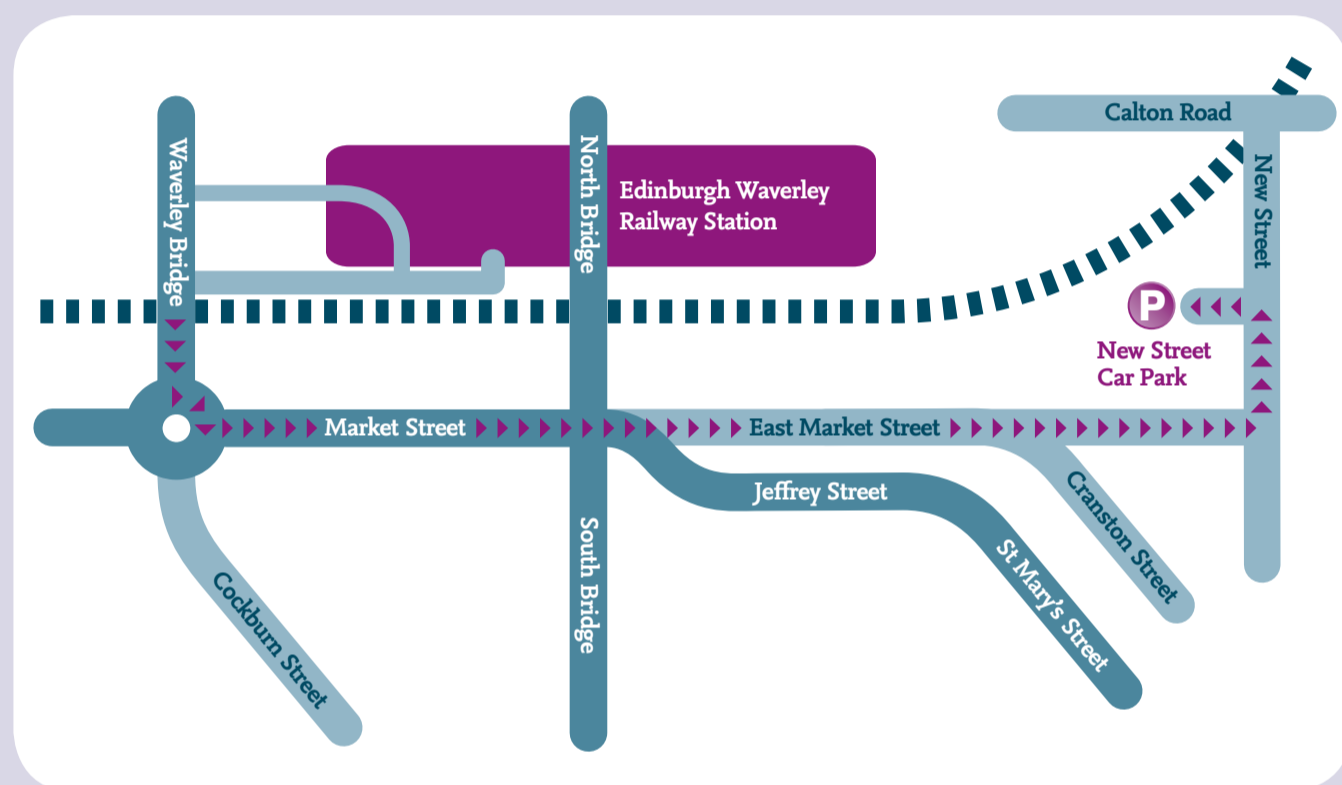 Calton Road
Waverley Bridge
North Bridge
Edinburgh Waverley
Railway Station
New Street
P
New Street
Car Park
Market Street
East Market Street
Jeffrey Street
Cranston Street
South Bridge
St Mary's Street
Cockburn Street